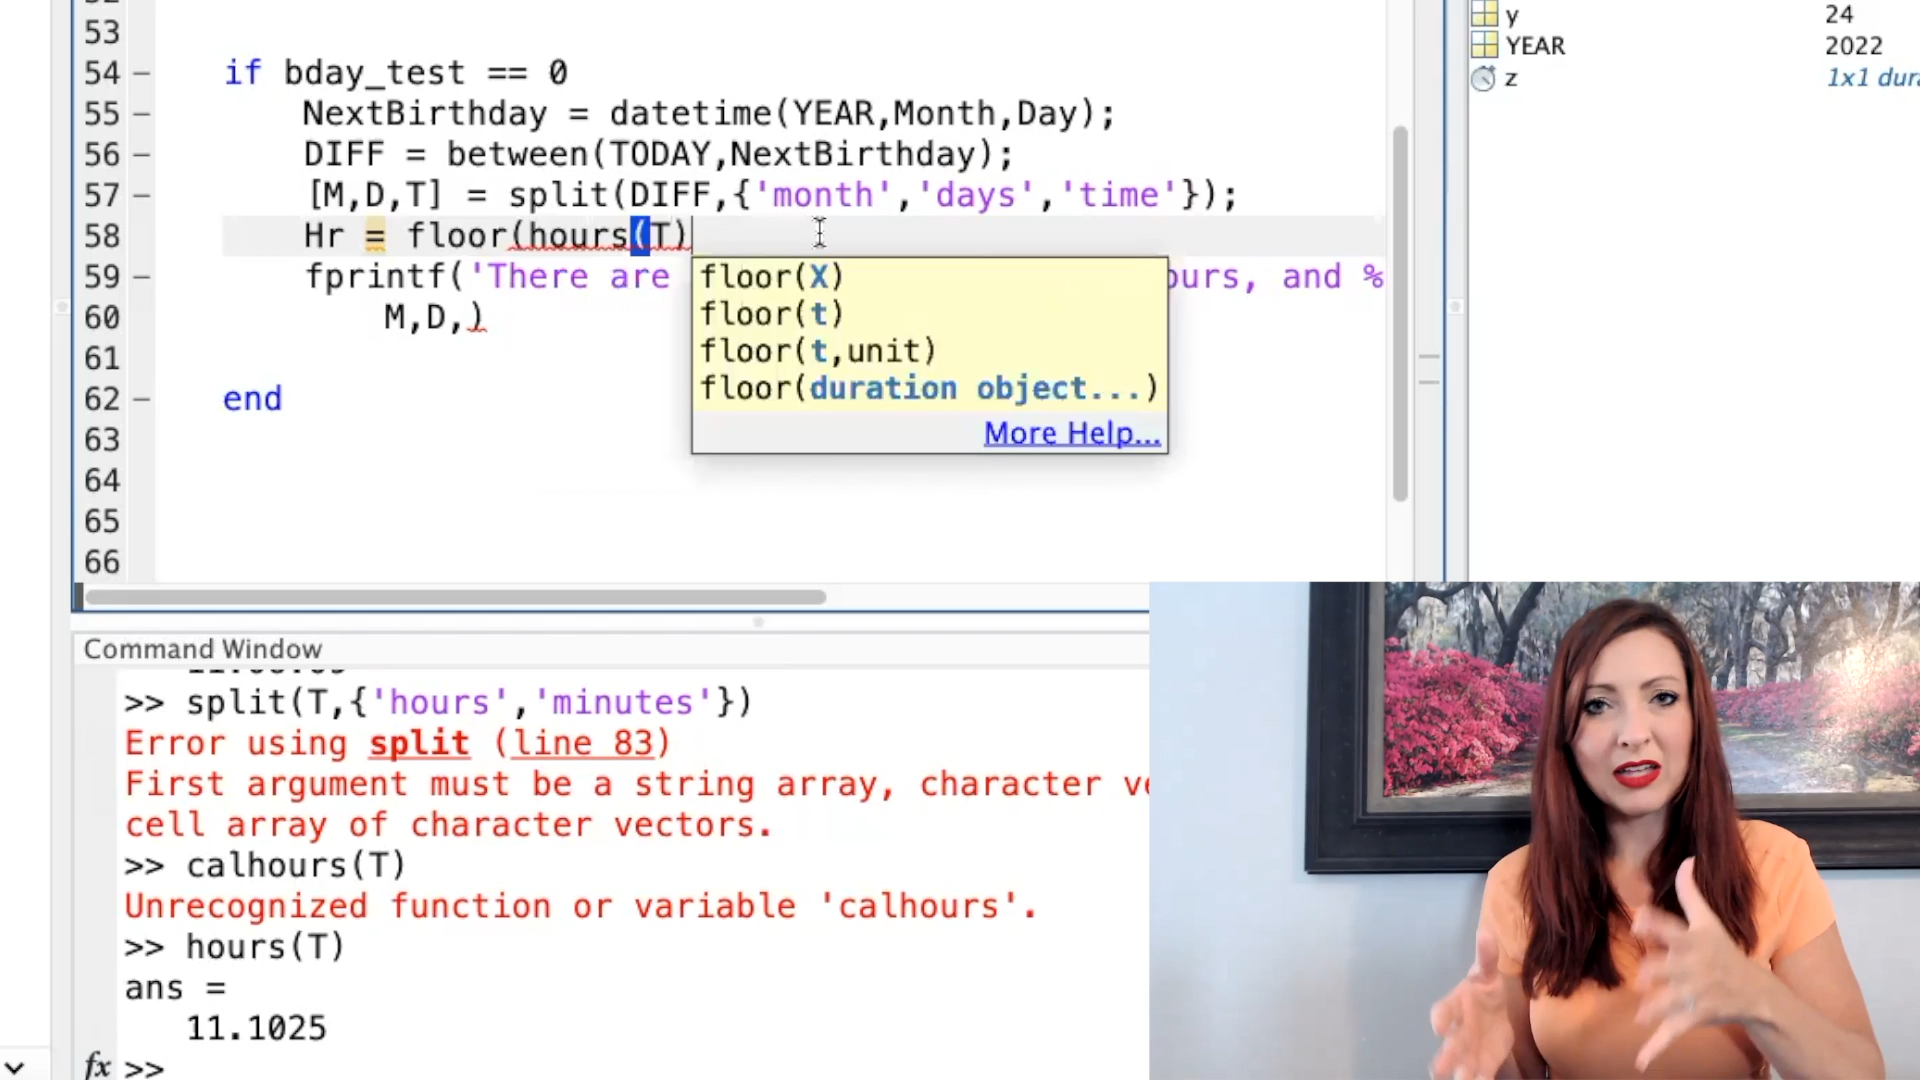 53
54 – if bday_test == 0
55 – NextBirthday = datetime(YEAR,Month,Day);
56 – DIFF = between(TODAY,NextBirthday);
57 – [M,D,T] = split(DIFF,{'month','days','time'});
58 Hr = floor(hours(T)
59 – fprintf('There are ours, and %
60 M,D,)
61
62 – end
63
64
65
66
floor(X)
floor(t)
floor(t,unit)
floor(duration object...)
More Help...
y 24
YEAR 2022
z 1x1 dura
Command Window
>> split(T,{'hours','minutes'})
Error using split (line 83)
First argument must be a string array, character ve
cell array of character vectors.
>> calhours(T)
Unrecognized function or variable 'calhours'.
>> hours(T)
ans =
11.1025
fx >>